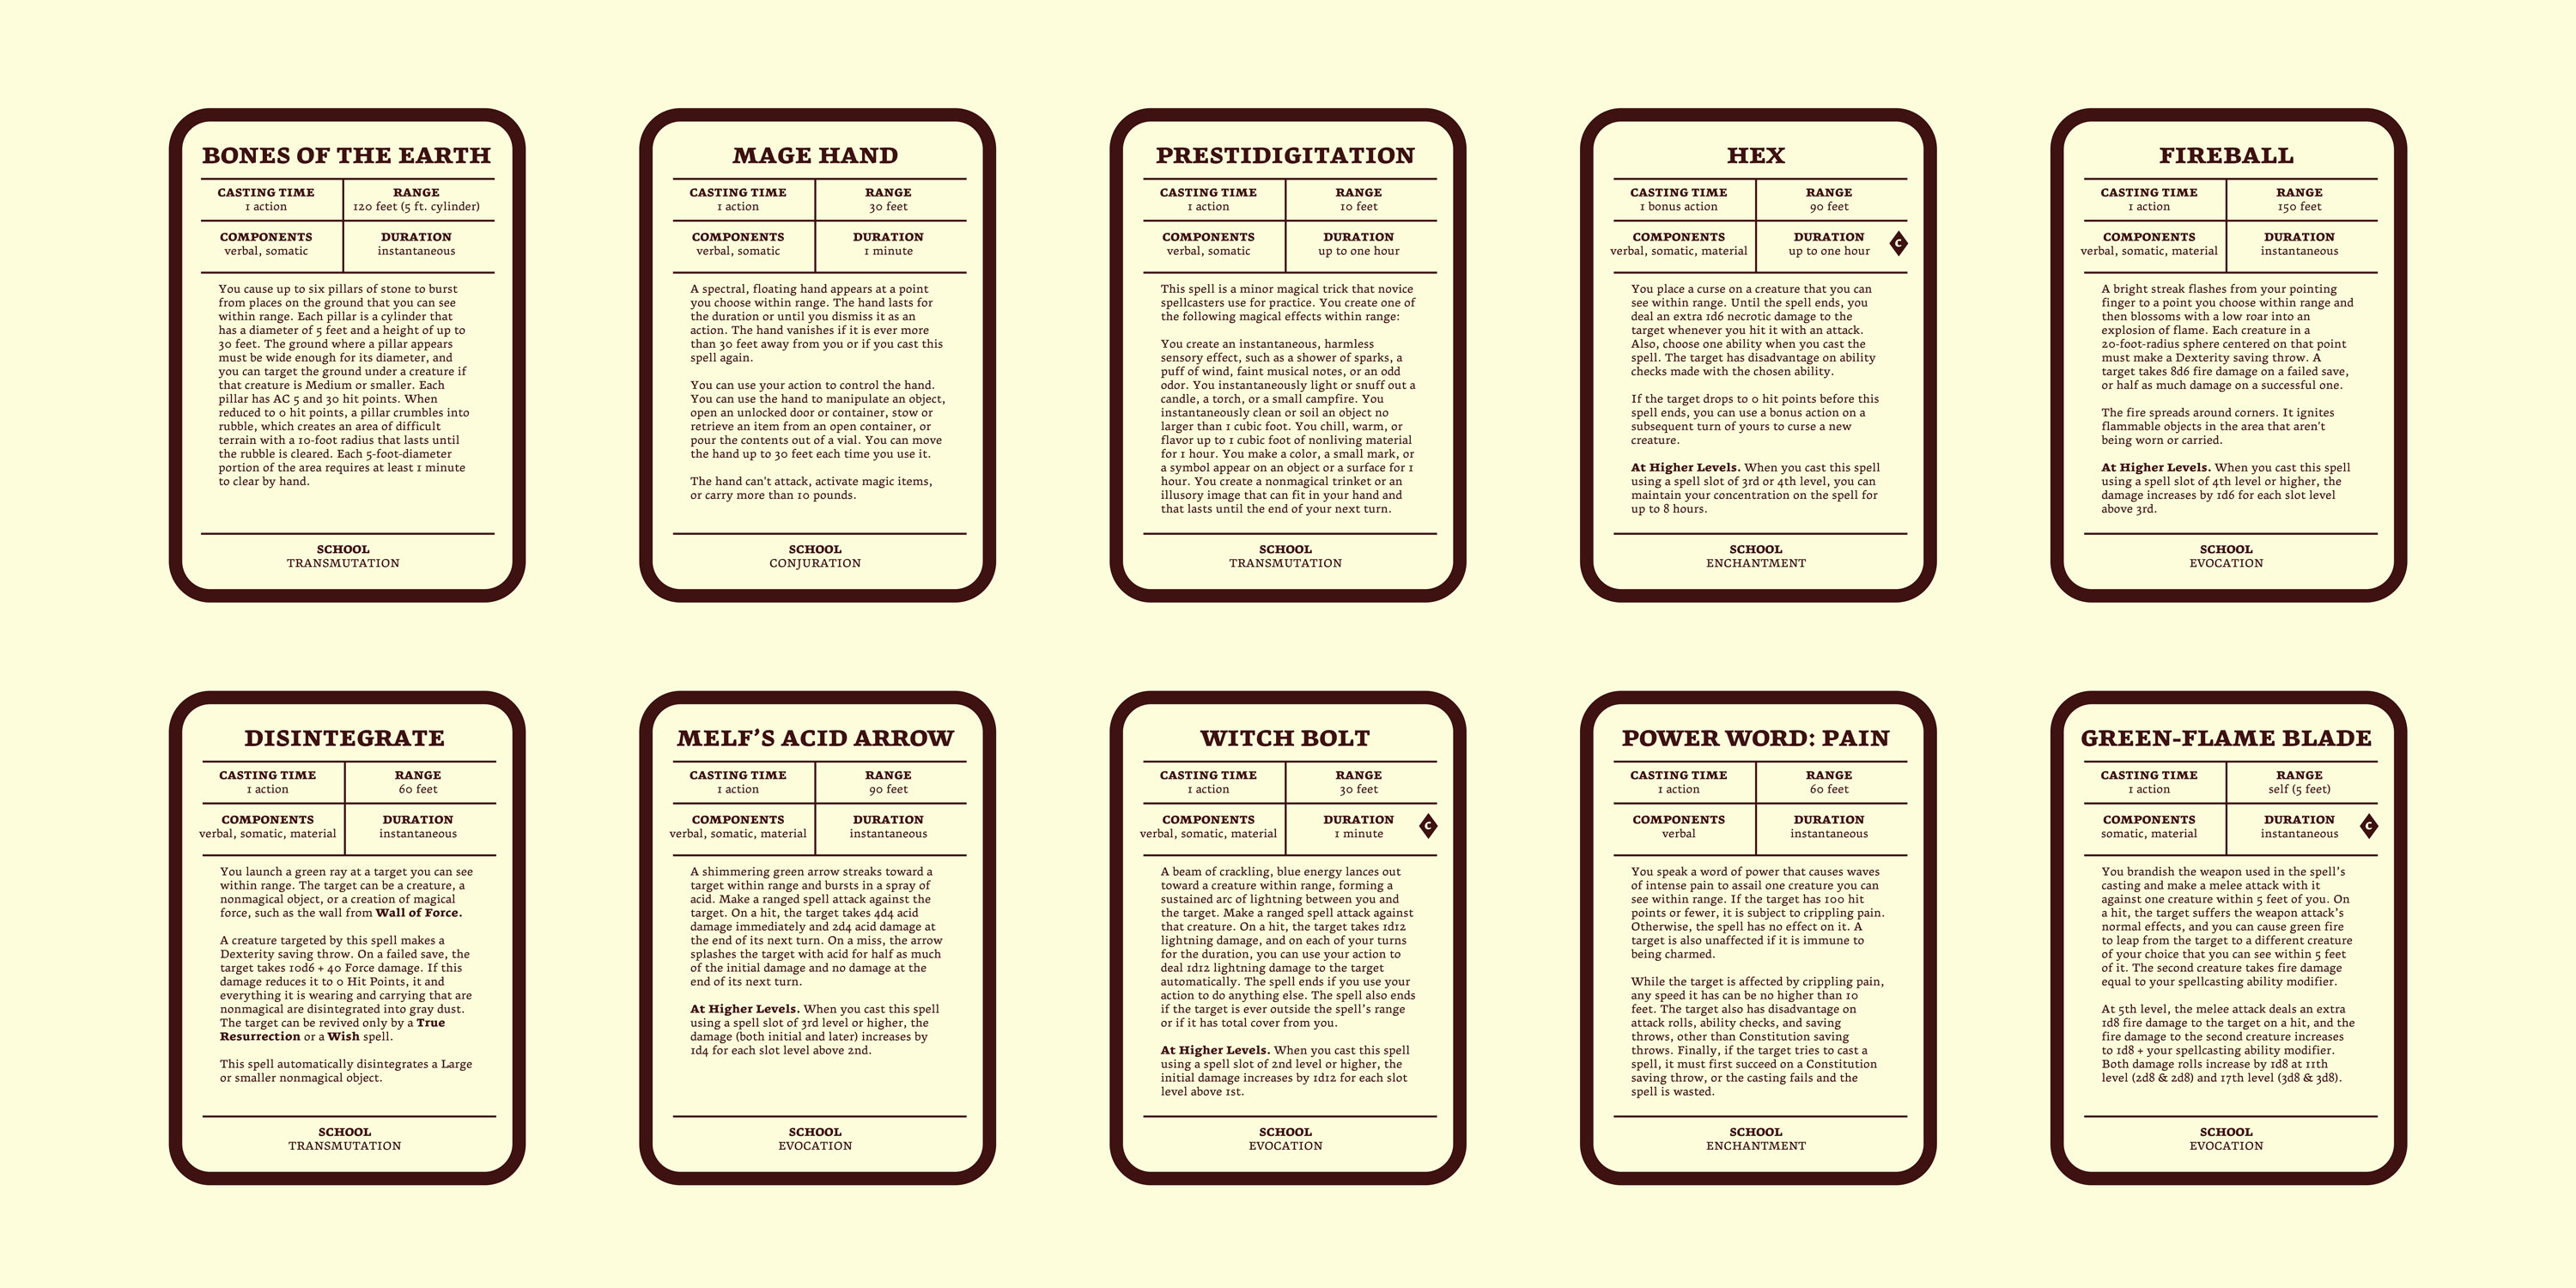 BONES OF THE EARTH
CASTING TIME
1 action
RANGE
120 feet (5 ft. cylinder)
COMPONENTS
verbal, somatic
DURATION
instantaneous
You cause up to six pillars of stone to burst
from places on the ground that you can see
within range. Each pillar is a cylinder that
has a diameter of 5 feet and a height of up to
30 feet. The ground where a pillar appears
must be wide enough for its diameter, and
you can target the ground under a creature if
that creature is Medium or smaller. Each
pillar has AC 5 and 30 hit points. When
reduced to 0 hit points, a pillar crumbles into
rubble, which creates an area of difficult
terrain with a 10-foot radius that lasts until
the rubble is cleared. Each 5-foot-diameter
portion of the area requires at least 1 minute
to clear by hand.
SCHOOL
TRANSMUTATION
MAGE HAND
CASTING TIME
1 action
RANGE
30 feet
COMPONENTS
verbal, somatic
DURATION
1 minute
A spectral, floating hand appears at a point
you choose within range. The hand lasts for
the duration or until you dismiss it as an
action. The hand vanishes if it is ever more
than 30 feet away from you or if you cast this
spell again.
You can use your action to control the hand.
You can use the hand to manipulate an object,
open an unlocked door or container, stow or
retrieve an item from an open container, or
pour the contents out of a vial. You can move
the hand up to 30 feet each time you use it.
The hand can't attack, activate magic items,
or carry more than 10 pounds.
SCHOOL
CONJURATION
PRESTIDIGITATION
CASTING TIME
1 action
RANGE
10 feet
COMPONENTS
verbal, somatic
DURATION
up to one hour
This spell is a minor magical trick that novice
spellcasters use for practice. You create one of
the following magical effects within range:
You create an instantaneous, harmless
sensory effect, such as a shower of sparks, a
puff of wind, faint musical notes, or an odd
odor. You instantaneously light or snuff out a
candle, a torch, or a small campfire. You
instantaneously clean or soil an object no
larger than 1 cubic foot. You chill, warm, or
flavor up to 1 cubic foot of nonliving material
for 1 hour. You make a color, a small mark, or
a symbol appear on an object or a surface for 1
hour. You create a nonmagical trinket or an
illusory image that can fit in your hand and
that lasts until the end of your next turn.
SCHOOL
TRANSMUTATION
HEX
CASTING TIME
1 bonus action
RANGE
90 feet
COMPONENTS
verbal, somatic, material
DURATION
up to one hour
C
You place a curse on a creature that you can
see within range. Until the spell ends, you
deal an extra 1d6 necrotic damage to the
target whenever you hit it with an attack.
Also, choose one ability when you cast the
spell. The target has disadvantage on ability
checks made with the chosen ability.
If the target drops to 0 hit points before this
spell ends, you can use a bonus action on a
subsequent turn of yours to curse a new
creature.
At Higher Levels. When you cast this spell
using a spell slot of 3rd or 4th level, you can
maintain your concentration on the spell for
up to 8 hours.
SCHOOL
ENCHANTMENT
FIREBALL
CASTING TIME
1 action
RANGE
150 feet
COMPONENTS
verbal, somatic, material
DURATION
instantaneous
A bright streak flashes from your pointing
finger to a point you choose within range and
then blossoms with a low roar into an
explosion of flame. Each creature in a
20-foot-radius sphere centered on that point
must make a Dexterity saving throw. A
target takes 8d6 fire damage on a failed save,
or half as much damage on a successful one.
The fire spreads around corners. It ignites
flammable objects in the area that aren't
being worn or carried.
At Higher Levels. When you cast this spell
using a spell slot of 4th level or higher, the
damage increases by 1d6 for each slot level
above 3rd.
SCHOOL
EVOCATION
DISINTEGRATE
CASTING TIME
1 action
RANGE
60 feet
COMPONENTS
verbal, somatic, material
DURATION
instantaneous
You launch a green ray at a target you can see
within range. The target can be a creature, a
nonmagical object, or a creation of magical
force, such as the wall from Wall of Force.
A creature targeted by this spell makes a
Dexterity saving throw. On a failed save, the
target takes 10d6 + 40 Force damage. If this
damage reduces it to 0 Hit Points, it and
everything it is wearing and carrying that are
nonmagical are disintegrated into gray dust.
The target can be revived only by a True
Resurrection or a Wish spell.
This spell automatically disintegrates a Large
or smaller nonmagical object.
SCHOOL
TRANSMUTATION
MELF’S ACID ARROW
CASTING TIME
1 action
RANGE
90 feet
COMPONENTS
verbal, somatic, material
DURATION
instantaneous
A shimmering green arrow streaks toward a
target within range and bursts in a spray of
acid. Make a ranged spell attack against the
target. On a hit, the target takes 4d4 acid
damage immediately and 2d4 acid damage at
the end of its next turn. On a miss, the arrow
splashes the target with acid for half as much
of the initial damage and no damage at the
end of its next turn.
At Higher Levels. When you cast this spell
using a spell slot of 3rd level or higher, the
damage (both initial and later) increases by
1d4 for each slot level above 2nd.
SCHOOL
EVOCATION
WITCH BOLT
CASTING TIME
1 action
RANGE
30 feet
COMPONENTS
verbal, somatic, material
DURATION
1 minute
C
A beam of crackling, blue energy lances out
toward a creature within range, forming a
sustained arc of lightning between you and
the target. Make a ranged spell attack against
that creature. On a hit, the target takes 1d12
lightning damage, and on each of your turns
for the duration, you can use your action to
deal 1d12 lightning damage to the target
automatically. The spell ends if you use your
action to do anything else. The spell also ends
if the target is ever outside the spell’s range
or if it has total cover from you.
At Higher Levels. When you cast this spell
using a spell slot of 2nd level or higher, the
initial damage increases by 1d12 for each slot
level above 1st.
SCHOOL
EVOCATION
POWER WORD: PAIN
CASTING TIME
1 action
RANGE
60 feet
COMPONENTS
verbal
DURATION
instantaneous
You speak a word of power that causes waves
of intense pain to assail one creature you can
see within range. If the target has 100 hit
points or fewer, it is subject to crippling pain.
Otherwise, the spell has no effect on it. A
target is also unaffected if it is immune to
being charmed.
While the target is affected by crippling pain,
any speed it has can be no higher than 10
feet. The target also has disadvantage on
attack rolls, ability checks, and saving
throws, other than Constitution saving
throws. Finally, if the target tries to cast a
spell, it must first succeed on a Constitution
saving throw, or the casting fails and the
spell is wasted.
SCHOOL
ENCHANTMENT
GREEN-FLAME BLADE
CASTING TIME
1 action
RANGE
self (5 feet)
COMPONENTS
somatic, material
DURATION
instantaneous
C
You brandish the weapon used in the spell’s
casting and make a melee attack with it
against one creature within 5 feet of you. On
a hit, the target suffers the weapon attack’s
normal effects, and you can cause green fire
to leap from the target to a different creature
of your choice that you can see within 5 feet
of it. The second creature takes fire damage
equal to your spellcasting ability modifier.
At 5th level, the melee attack deals an extra
1d8 fire damage to the target on a hit, and the
fire damage to the second creature increases
to 1d8 + your spellcasting ability modifier.
Both damage rolls increase by 1d8 at 11th
level (2d8 & 2d8) and 17th level (3d8 & 3d8).
SCHOOL
EVOCATION